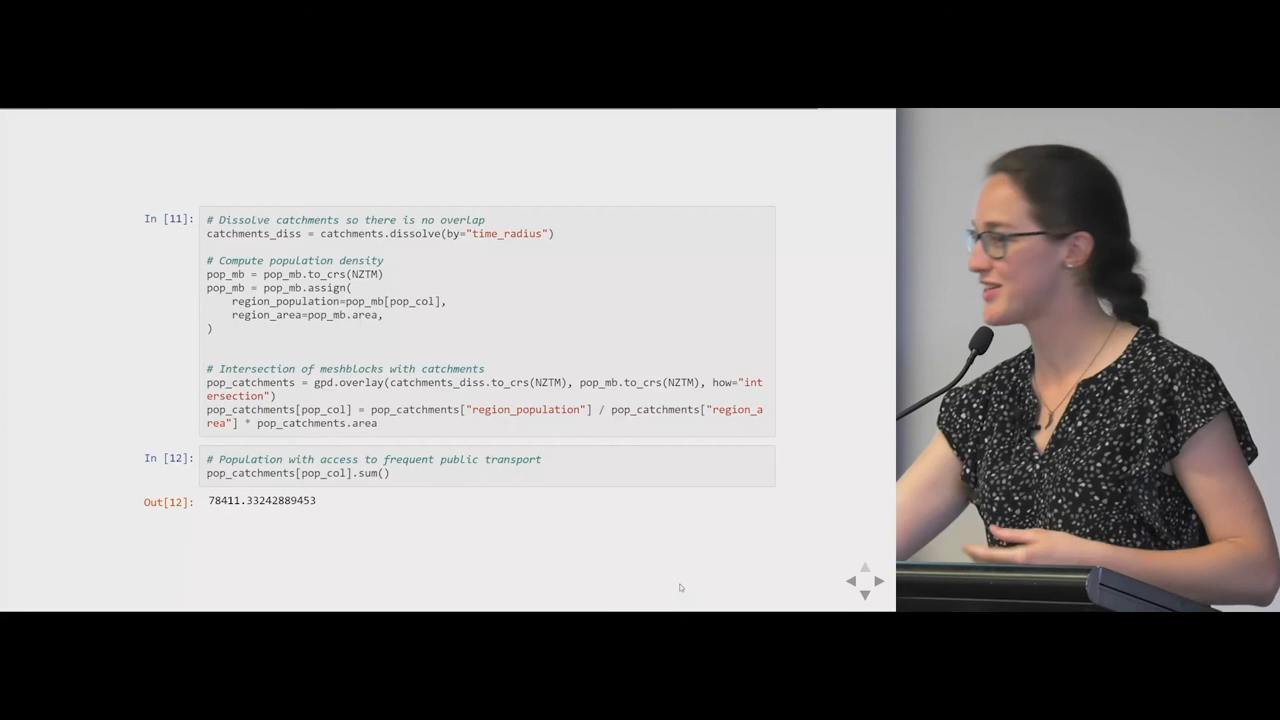 In [11]:
# Dissolve catchments so there is no overlap
catchments_diss = catchments.dissolve(by="time_radius")
# Compute population density
pop_mb = pop_mb.to_crs(NZTM)
pop_mb = pop_mb.assign(
region_population=pop_mb[pop_col],
region_area=pop_mb.area,
)
# Intersection of meshblocks with catchments
pop_catchments = gpd.overlay(catchments_diss.to_crs(NZTM), pop_mb.to_crs(NZTM), how="int
ersection")
pop_catchments[pop_col] = pop_catchments["region_population"] / pop_catchments["region_a
rea"] * pop_catchments.area
In [12]:
# Population with access to frequent public transport
pop_catchments[pop_col].sum()
Out[12]:
78411.33242889453